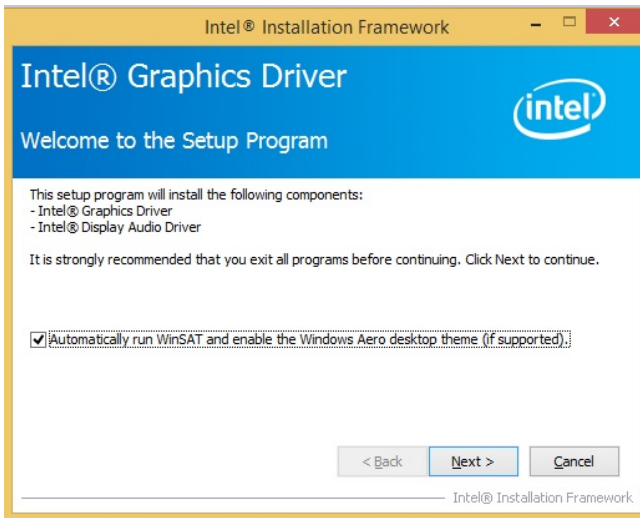 Intel® Installation Framework
Intel® Graphics Driver
intel
Welcome to the Setup Program
This setup program will install the following components:
- Intel® Graphics Driver
- Intel® Display Audio Driver
It is strongly recommended that you exit all programs before continuing. Click Next to continue.
Automatically run WinSAT and enable the Windows Aero desktop theme (if supported).
< Back
Next >
Cancel
Intel® Installation Framework